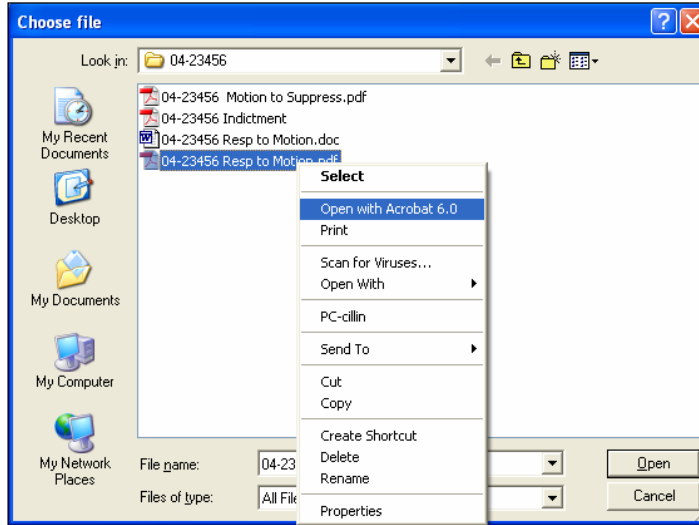 Choose file
Look in:
04-23456
My Recent
Documents
Desktop
My Documents
My Computer
My Network
Places
04-23456  Motion to Suppress.pdf
04-23456 Indictment
04-23456 Resp to Motion.doc
04-23456 Resp to Motion.pdf
Select
Open with Acrobat 6.0
Print
Scan for Viruses...
Open With
PC-cillin
Send To
Cut
Copy
Create Shortcut
Delete
Rename
Properties
File name:
04-23
Open
Files of type:
All File
Cancel